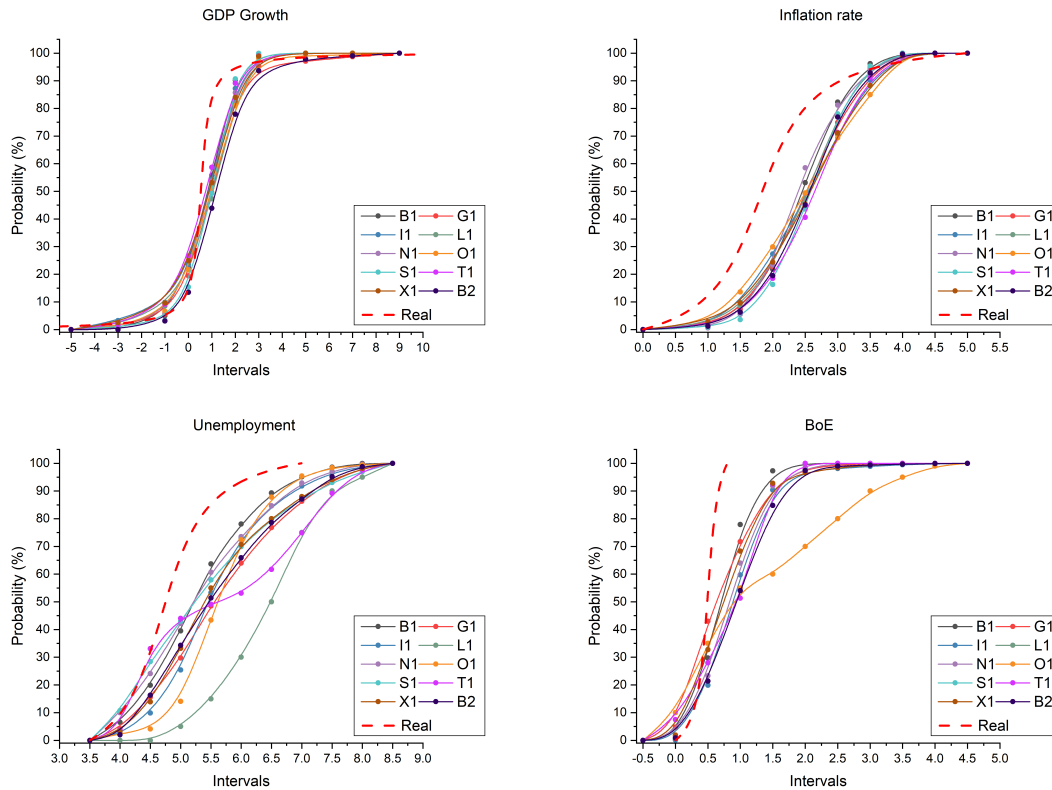 GDP Growth
Probability (%)
100
90
80
70
60
50
40
30
20
10
0
B1 G1
I1 L1
N1 O1
S1 T1
X1 B2
Real
-5 -4 -3 -2 -1 0 1 2 3 4 5 6 7 8 9 10
Intervals
Inflation rate
Probability (%)
100
90
80
70
60
50
40
30
20
10
0
B1 G1
I1 L1
N1 O1
S1 T1
X1 B2
Real
0.0 0.5 1.0 1.5 2.0 2.5 3.0 3.5 4.0 4.5 5.0 5.5
Intervals
Unemployment
Probability (%)
100
90
80
70
60
50
40
30
20
10
0
B1 G1
I1 L1
N1 O1
S1 T1
X1 B2
Real
3.0 3.5 4.0 4.5 5.0 5.5 6.0 6.5 7.0 7.5 8.0 8.5 9.0
Intervals
BoE
Probability (%)
100
90
80
70
60
50
40
30
20
10
0
B1 G1
I1 L1
N1 O1
S1 T1
X1 B2
Real
-0.5 0.0 0.5 1.0 1.5 2.0 2.5 3.0 3.5 4.0 4.5 5.0
Intervals